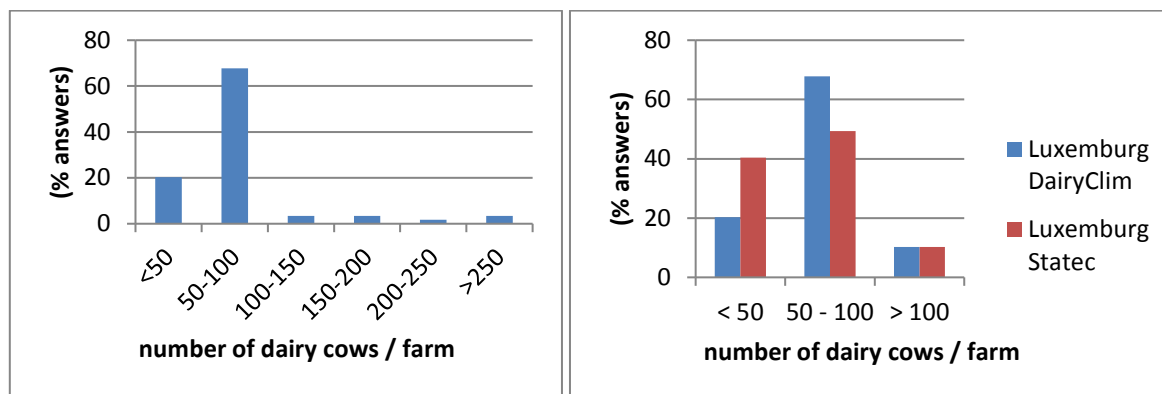 80
60
40
20
0
(% answers)
<50
50-100
100-150
150-200
200-250
>250
number of dairy cows / farm
80
60
40
20
0
(% answers)
< 50
50 - 100
> 100
number of dairy cows / farm
Luxemburg
DairyClim
Luxemburg
Statec